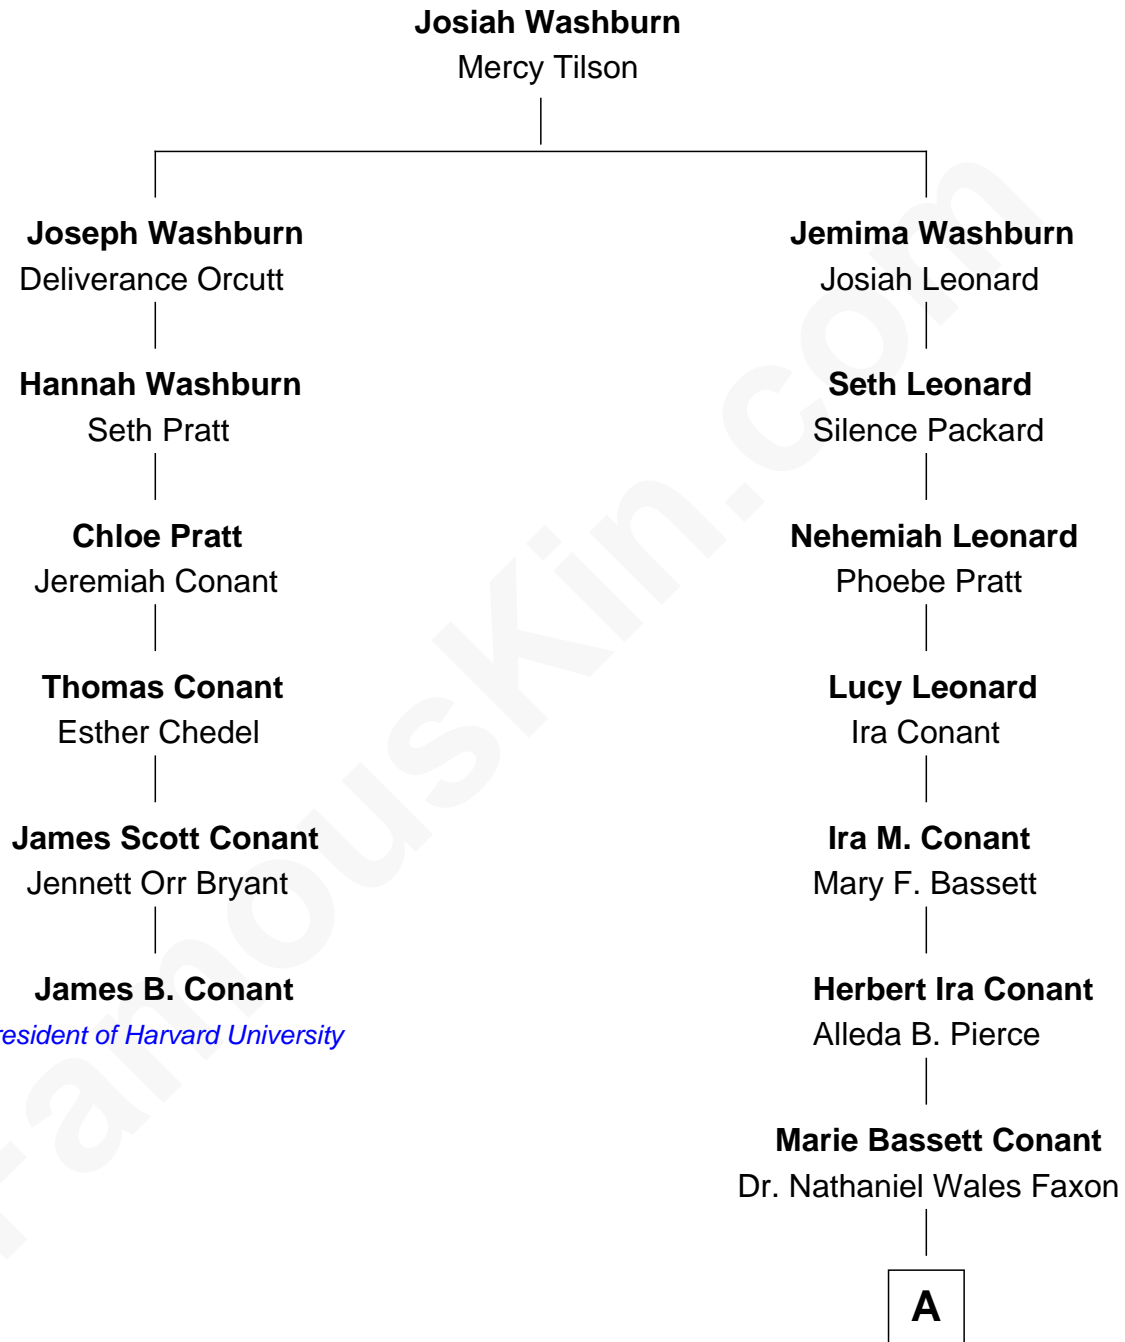 Josiah Washburn
Mercy Tilson
Joseph Washburn
Deliverance Orcutt
Jemima Washburn
Josiah Leonard
Hannah Washburn
Seth Pratt
Seth Leonard
Silence Packard
Chloe Pratt
Jeremiah Conant
Nehemiah Leonard
Phoebe Pratt
Thomas Conant
Esther Chedel
Lucy Leonard
Ira Conant
James Scott Conant
Jennett Orr Bryant
Ira M. Conant
Mary F. Bassett
James B. Conant
resident of Harvard University
Herbert Ira Conant
Alleda B. Pierce
Marie Bassett Conant
Dr. Nathaniel Wales Faxon
A
FamousKin.com